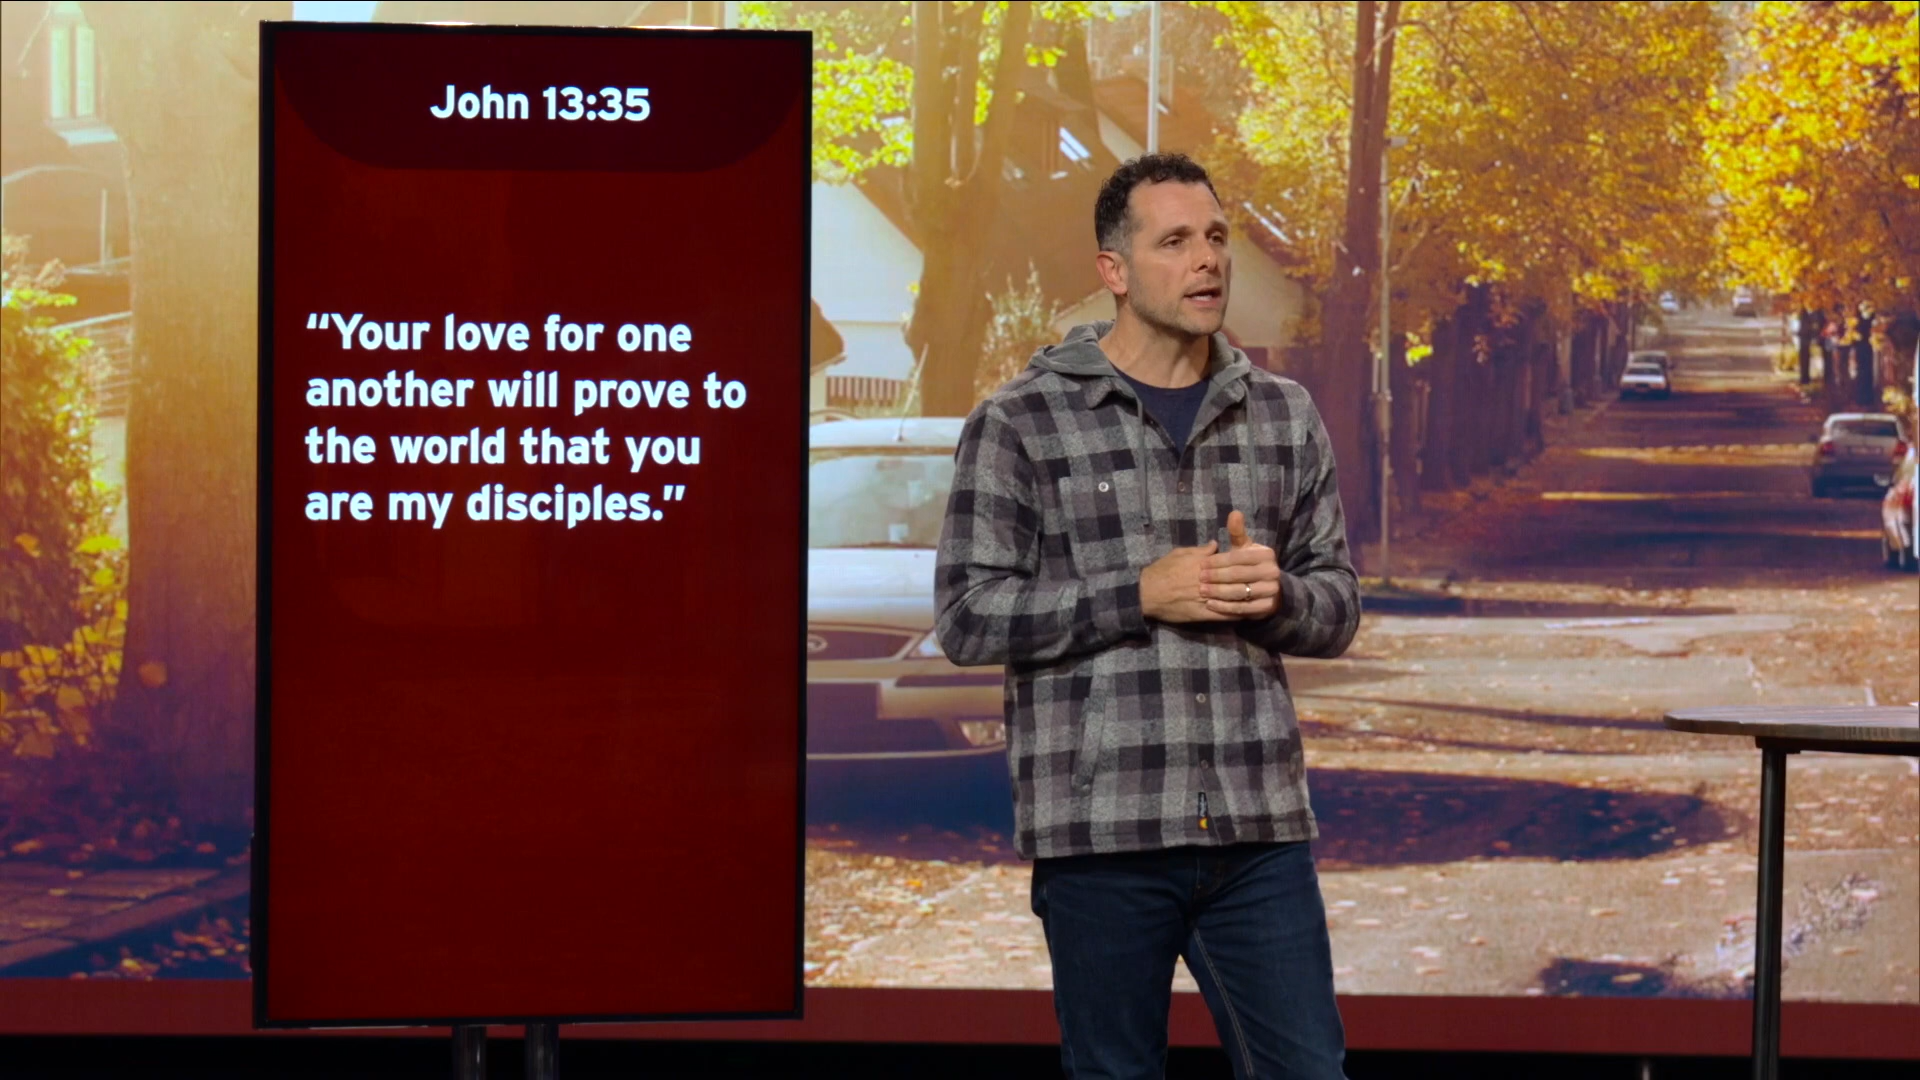 John 13:35
“Your love for one
another will prove to
the world that you
are my disciples.”